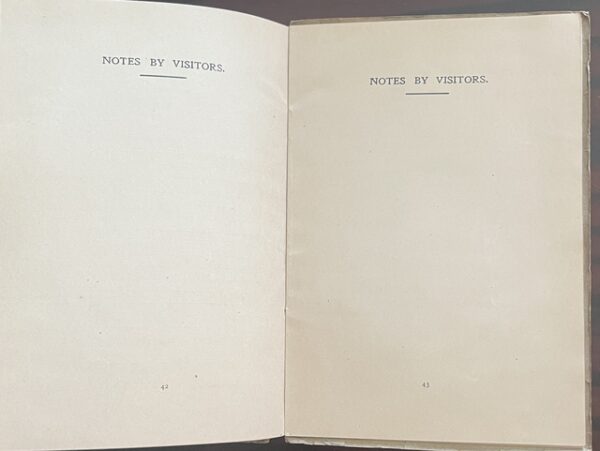 NOTES BY VISITORS.
42
NOTES BY VISITORS.
43